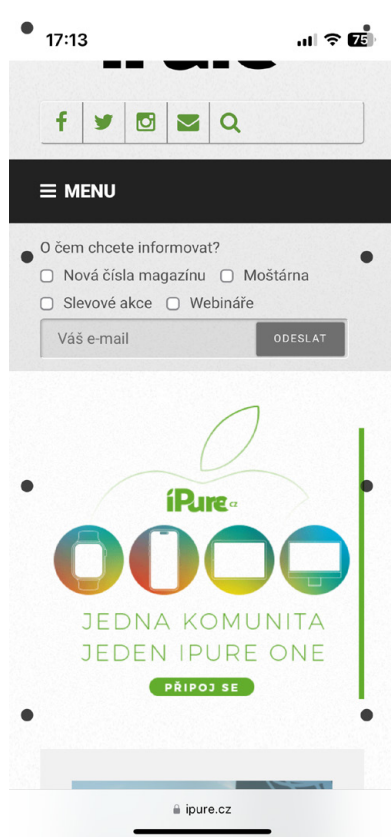 17:13
75
iPure
MENU
O čem chcete informovat?
Nová čísla magazínu Moštárna
Slevové akce Webináře
Váš e-mail ODESLAT
iPure cz
JEDNA KOMUNITA
JEDEN IPURE ONE
PŘIPOJ SE
ipure.cz